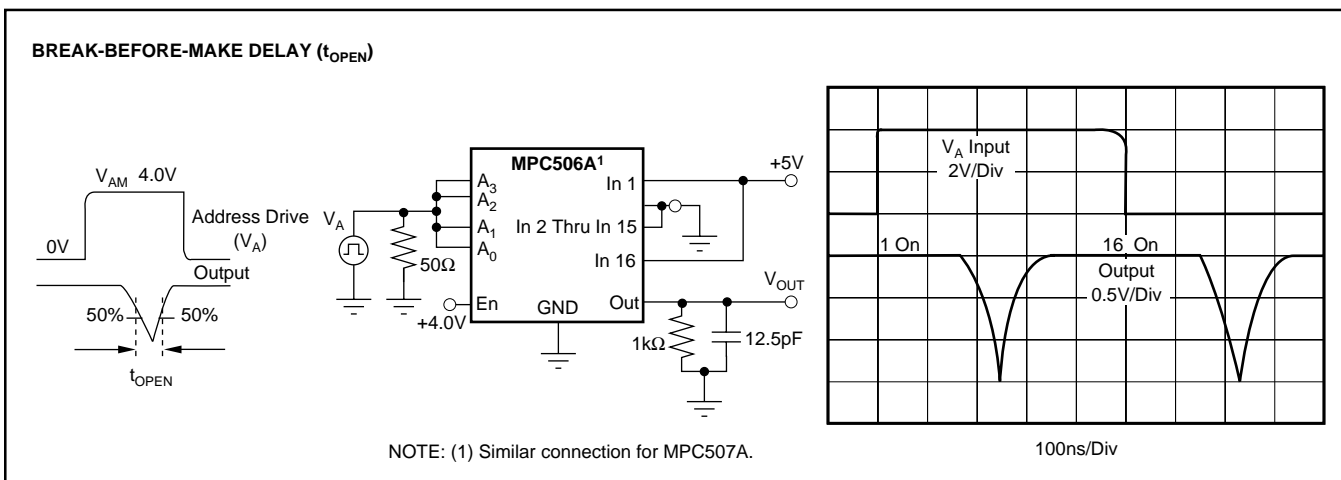 BREAK-BEFORE-MAKE DELAY (tOPEN)
VAM 4.0V
0V
Address Drive
(VA)
Output
50%
50%
tOPEN
VA
50Ω
MPC506A¹
A3
A2
A1
A0
En
+4.0V
GND
In 1
In 2 Thru In 15
In 16
Out
+5V
VOUT
1kΩ
12.5pF
NOTE: (1) Similar connection for MPC507A.
VA Input
2V/Div
1 On
16 On
Output
0.5V/Div
100ns/Div